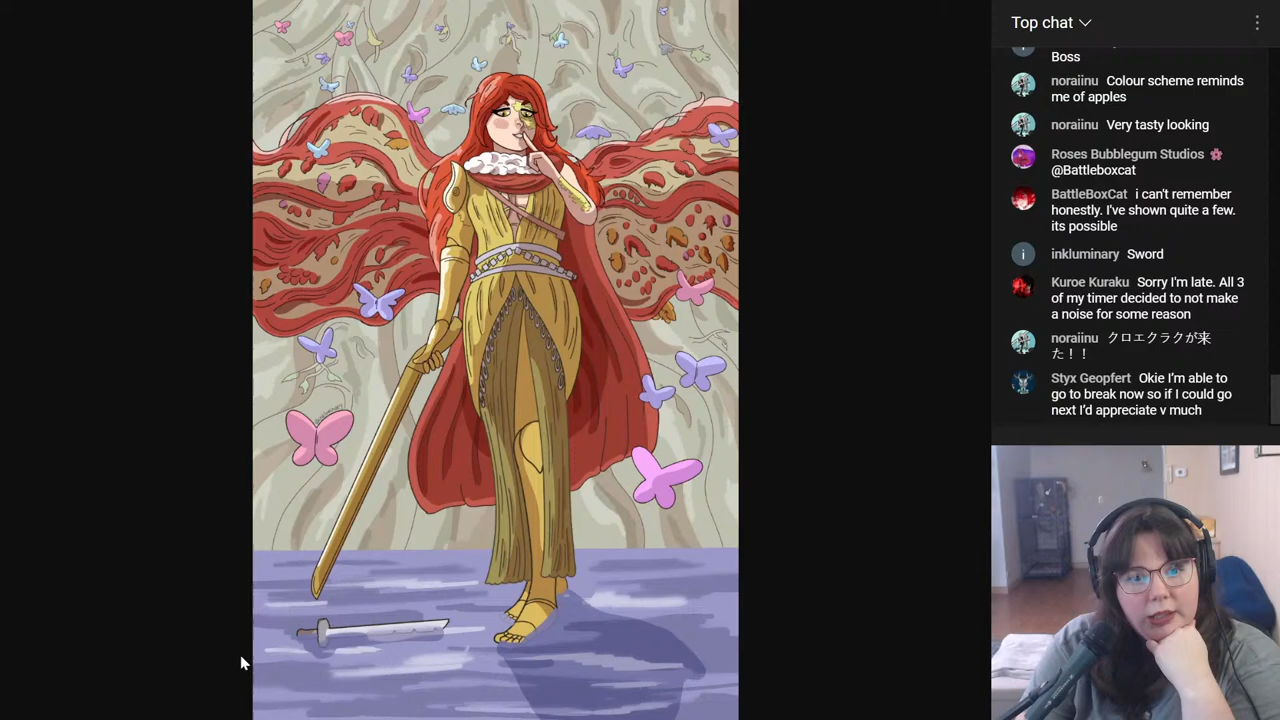 Top chat
Boss
noraiinu Colour scheme reminds
me of apples
noraiinu Very tasty looking
Roses Bubblegum Studios
@Battleboxcat
BattleBoxCat i can't remember
honestly. I've shown quite a few.
its possible
i inkluminary Sword
Kuroe Kuraku Sorry I'm late. All 3
of my timer decided to not make
a noise for some reason
noraiinu クロエクラクが来
た！！
Styx Geopfert Okie I'm able to
go to break now so if I could go
next I'd appreciate v much